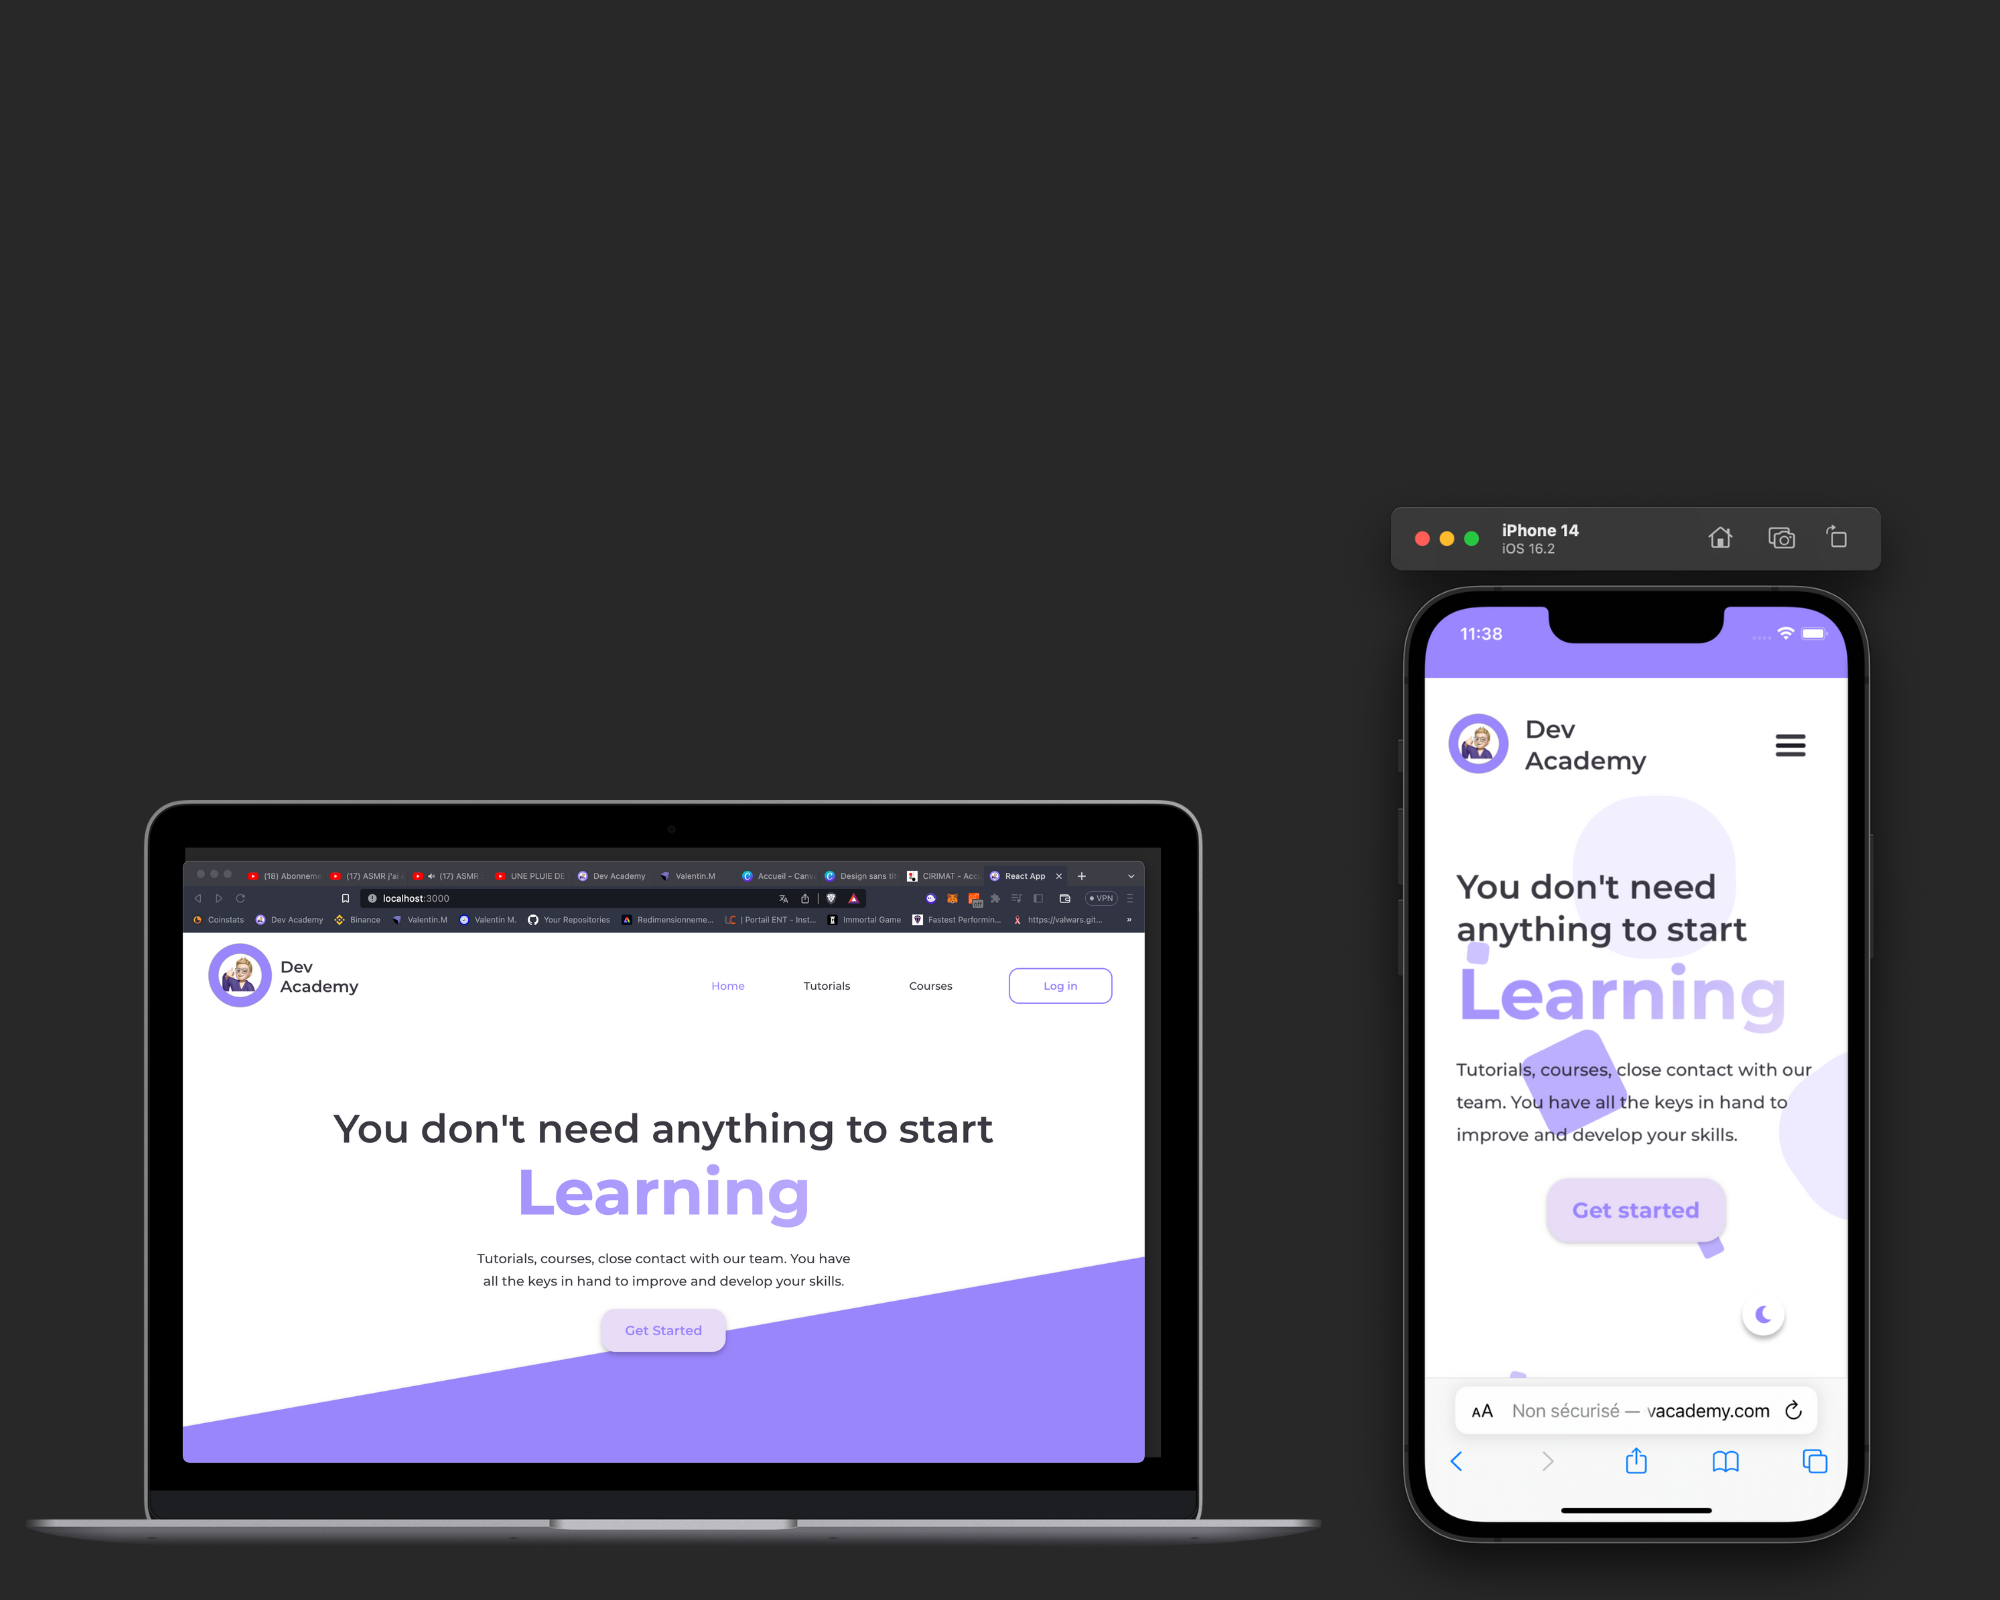 (18) Abonneme
(17) ASMR j'ai
(17) ASMR
UNE PLUIE DE
Dev Academy
Valentin.M
Accueil - Canv
Design sans tit
CIRIMAT - Acc
React App
localhost:3000
VPN
Coinstats
Dev Academy
Binance
Valentin.M
Valentin M.
Your Repositories
Redimensionneme...
| Portail ENT - Inst...
Immortal Game
Fastest Performin...
https://valwars.git...
Dev
Academy
Home
Tutorials
Courses
Log in
You don't need anything to start
Learning
Tutorials, courses, close contact with our team. You have
all the keys in hand to improve and develop your skills.
Get Started
iPhone 14
iOS 16.2
11:38
Dev
Academy
You don't need
anything to start
Learning
Tutorials, courses, close contact with our
team. You have all the keys in hand to
improve and develop your skills.
Get started
AA Non sécurisé — vacademy.com